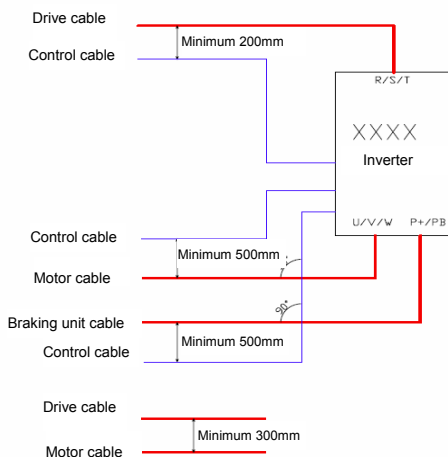 Drive cable
Minimum 200mm
Control cable
R/S/T
XXXX
Inverter
U/V/W P+/PB
Control cable
Minimum 500mm
Motor cable
90°
Braking unit cable
Minimum 500mm
Control cable
Drive cable
Minimum 300mm
Motor cable